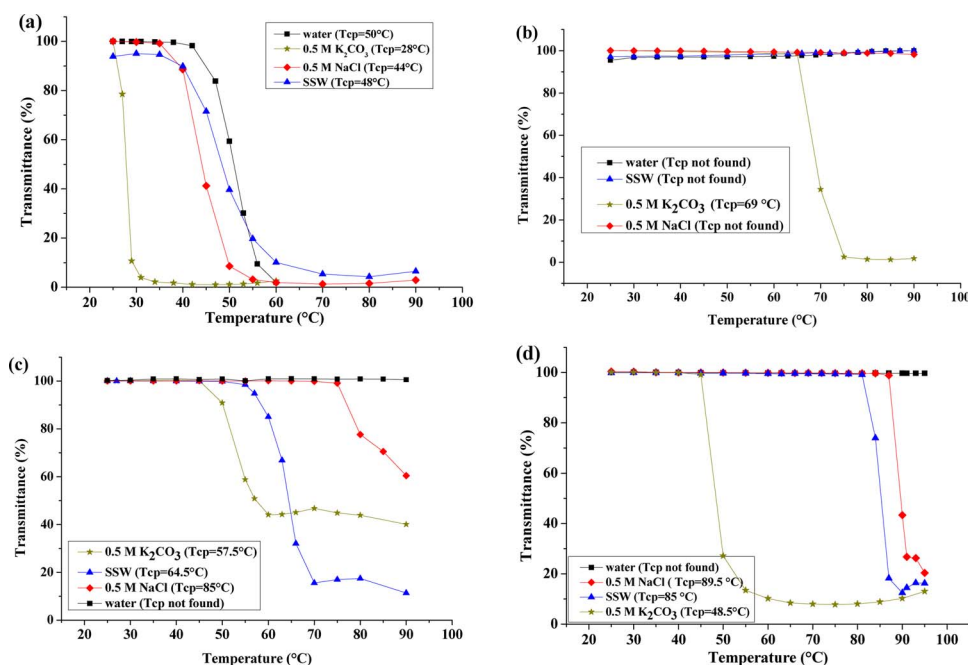 (a)
water (Tcp=50°C)
0.5 M K₂CO₃ (Tcp=28°C)
0.5 M NaCl (Tcp=44°C)
SSW (Tcp=48°C)
100
80
60
40
20
0
Transmittance (%)
10 20 30 40 50 60 70 80 90 100
Temperature (°C)
(b)
water (Tcp not found)
SSW (Tcp not found)
0.5 M K₂CO₃ (Tcp=69 °C)
0.5 M NaCl (Tcp not found)
100
80
60
40
20
0
Transmittance (%)
20 30 40 50 60 70 80 90 100
Temperature (°C)
(c)
0.5 M K₂CO₃ (Tcp=57.5°C)
SSW (Tcp=64.5°C)
0.5 M NaCl (Tcp=85°C)
water (Tcp not found)
100
80
60
40
20
0
Transmittance (%)
20 30 40 50 60 70 80 90 100
Temperature (°C)
(d)
water (Tcp not found)
0.5 M NaCl ( Tcp=89.5 °C)
SSW (Tcp=85 °C)
0.5 M K₂CO₃ (Tcp=48.5°C)
100
80
60
40
20
0
Transmittance (%)
20 30 40 50 60 70 80 90 100
Temperature (°C)